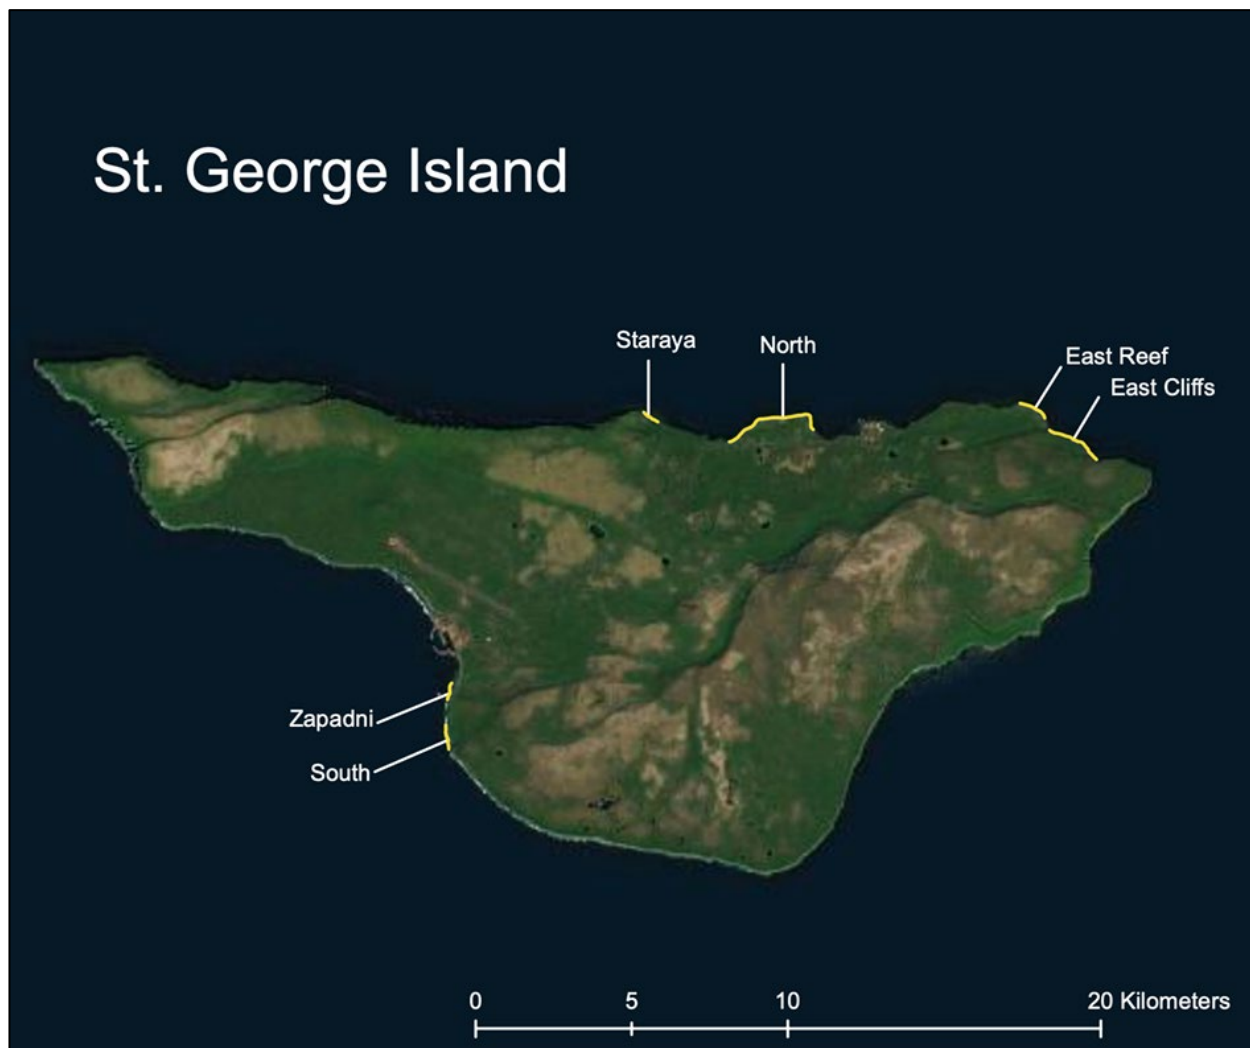 St. George Island
Staraya
North
East Reef
East Cliffs
Zapadni
South
0 5 10 20 Kilometers